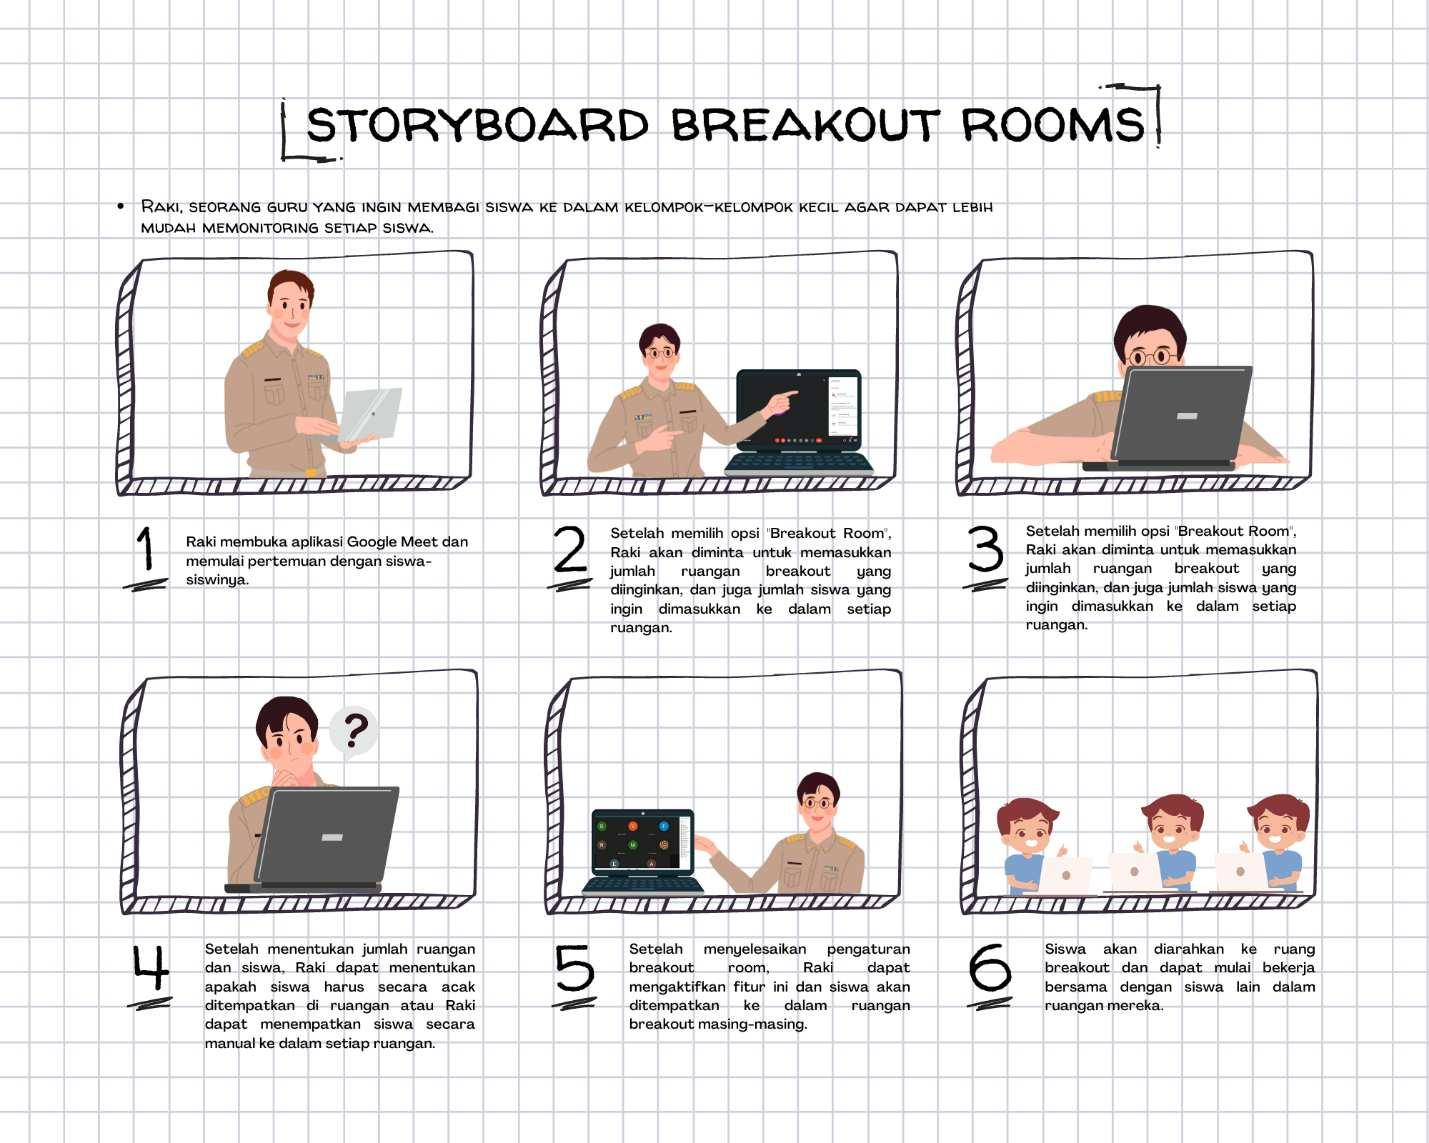 STORYBOARD BREAKOUT ROOMS
• RAKI, SEORANG GURU YANG INGIN MEMBAGI SISWA KE DALAM KELOMPOK-KELOMPOK KECIL AGAR DAPAT LEBIH
MUDAH MEMONITORING SETIAP SISWA.
1
Raki membuka aplikasi Google Meet dan
memulai pertemuan dengan siswa-
siswinya.
2
Setelah memilih opsi "Breakout Room",
Raki akan diminta untuk memasukkan
jumlah ruangan breakout yang
diinginkan, dan juga jumlah siswa yang
ingin dimasukkan ke dalam setiap
ruangan.
3
Setelah memilih opsi "Breakout Room",
Raki akan diminta untuk memasukkan
jumlah ruangan breakout yang
diinginkan, dan juga jumlah siswa yang
ingin dimasukkan ke dalam setiap
ruangan.
?
4
Setelah menentukan jumlah ruangan
dan siswa, Raki dapat menentukan
apakah siswa harus secara acak
ditempatkan di ruangan atau Raki
dapat menempatkan siswa secara
manual ke dalam setiap ruangan.
5
Setelah menyelesaikan pengaturan
breakout room, Raki dapat
mengaktifkan fitur ini dan siswa akan
ditempatkan ke dalam ruangan
breakout masing-masing.
6
Siswa akan diarahkan ke ruang
breakout dan dapat mulai bekerja
bersama dengan siswa lain dalam
ruangan mereka.